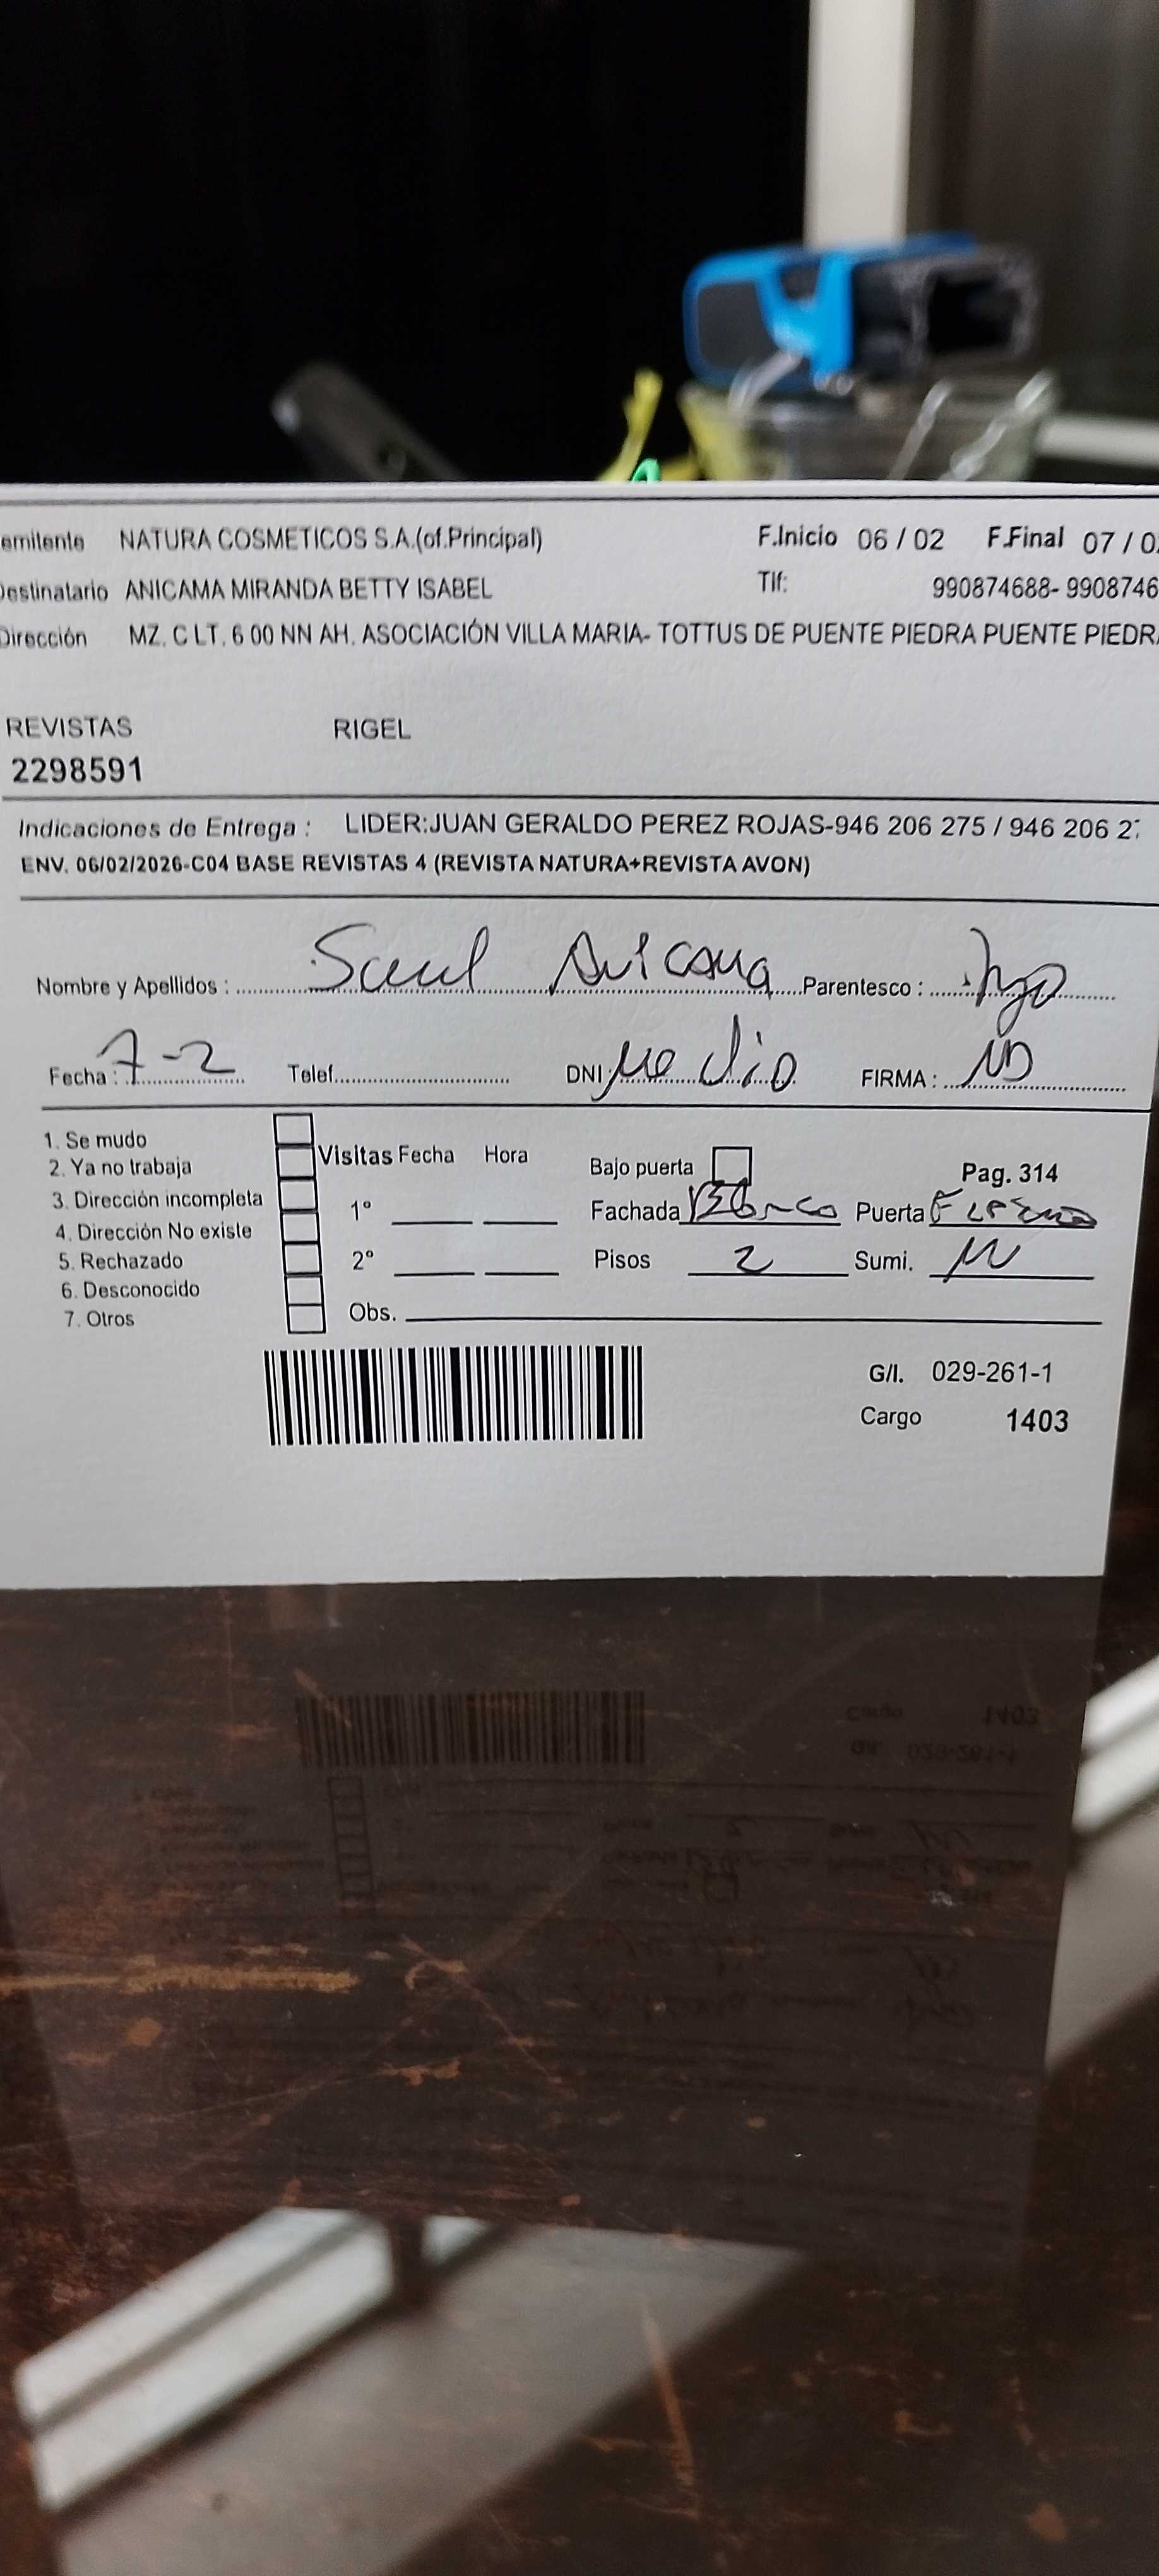 emitente NATURA COSMETICOS S.A.(of.Principal) F.Inicio 06 / 02 F.Final 07 / 0
Destinatario ANICAMA MIRANDA BETTY ISABEL Tlf: 990874688- 9908746
Dirección MZ. C LT. 6 00 NN AH. ASOCIACIÓN VILLA MARIA- TOTTUS DE PUENTE PIEDRA PUENTE PIEDR
REVISTAS RIGEL
2298591
Indicaciones de Entrega : LIDER:JUAN GERALDO PEREZ ROJAS-946 206 275 / 946 206 2
ENV. 06/02/2026-C04 BASE REVISTAS 4 (REVISTA NATURA+REVISTA AVON)
Nombre y Apellidos : Saul Anicama Parentesco : hijo
Fecha : 7-2 Telef. DNI: no dio FIRMA : ND
1. Se mudo
2. Ya no trabaja
3. Dirección incompleta
4. Dirección No existe
5. Rechazado
6. Desconocido
7. Otros
Visitas Fecha Hora
1°
2°
Obs.
Bajo puerta Pag. 314
Fachada Blanco Puerta
Pisos 2 Sumi.
G/I. 029-261-1
Cargo 1403